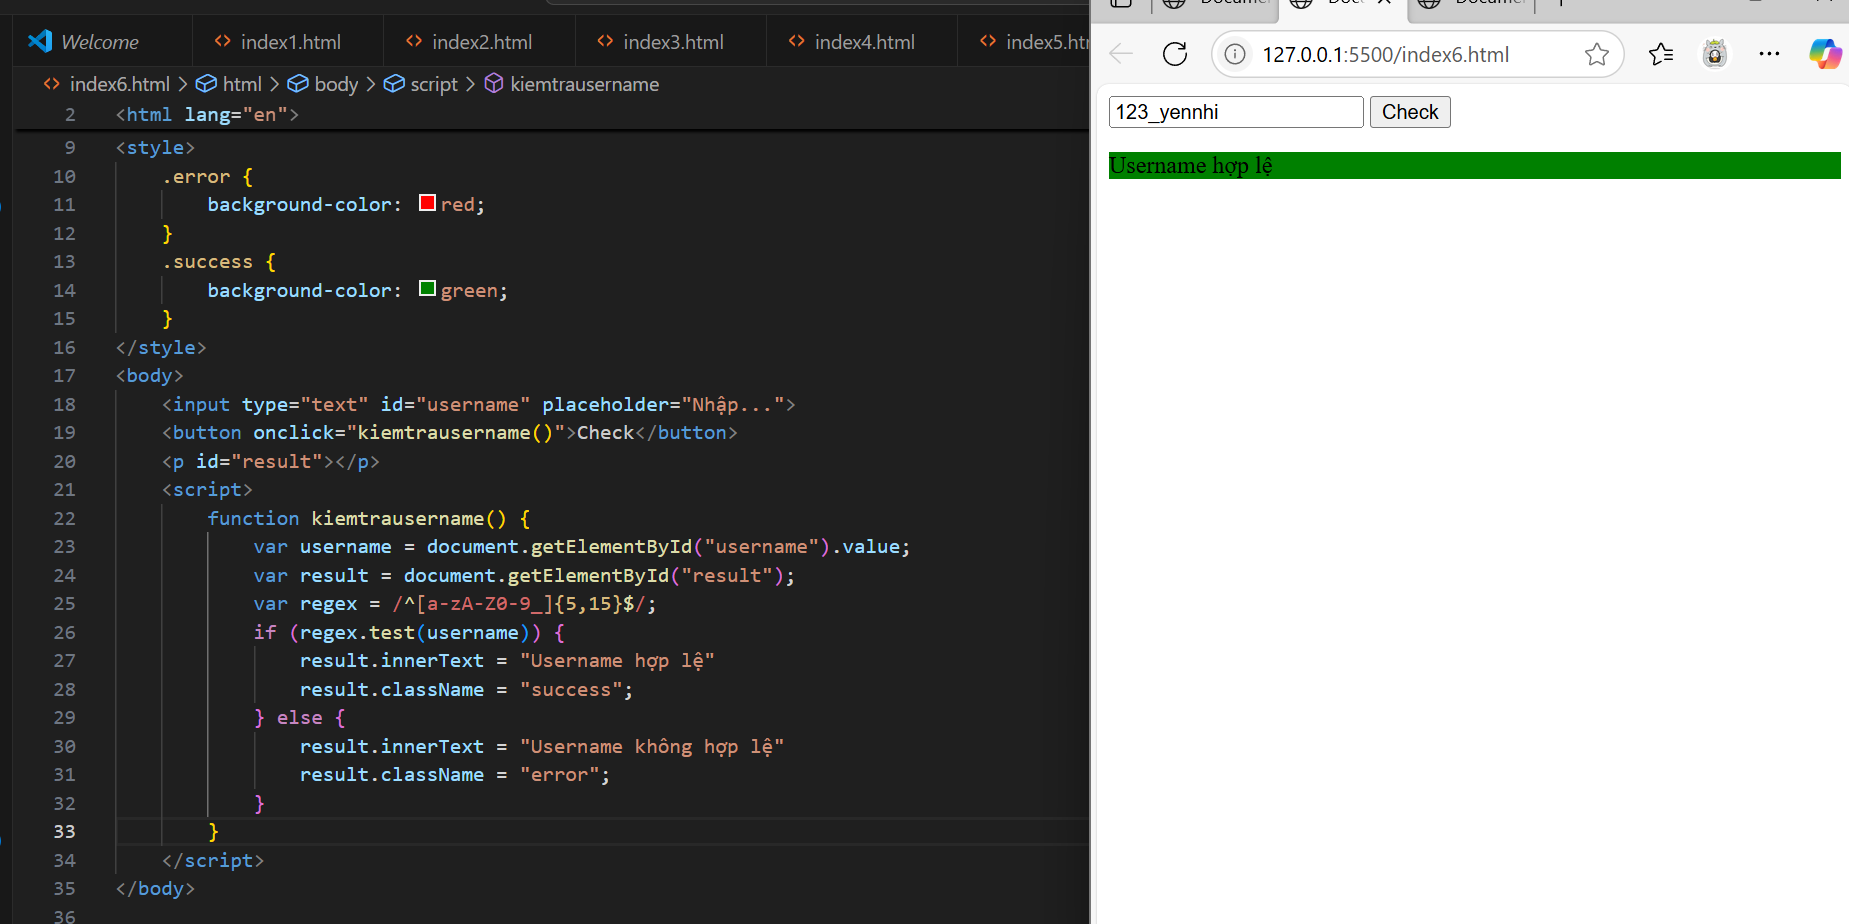 Welcome
index1.html
index2.html
index3.html
index4.html
index5.ht
index6.html > html > body > script > kiemtrausername
2 <html lang="en">
9 <style>
10 .error {
11 background-color: red;
12 }
13 .success {
14 background-color: green;
15 }
16 </style>
17 <body>
18 <input type="text" id="username" placeholder="Nhập...">
19 <button onclick="kiemtrausername()">Check</button>
20 <p id="result"></p>
21 <script>
22 function kiemtrausername() {
23 var username = document.getElementById("username").value;
24 var result = document.getElementById("result");
25 var regex = /^[a-zA-Z0-9_]{5,15}$/;
26 if (regex.test(username)) {
27 result.innerText = "Username hợp lệ"
28 result.className = "success";
29 } else {
30 result.innerText = "Username không hợp lệ"
31 result.className = "error";
32 }
33 }
34 </script>
35 </body>
36
127.0.0.1:5500/index6.html
123_yennhi
Check
Username hợp lệ